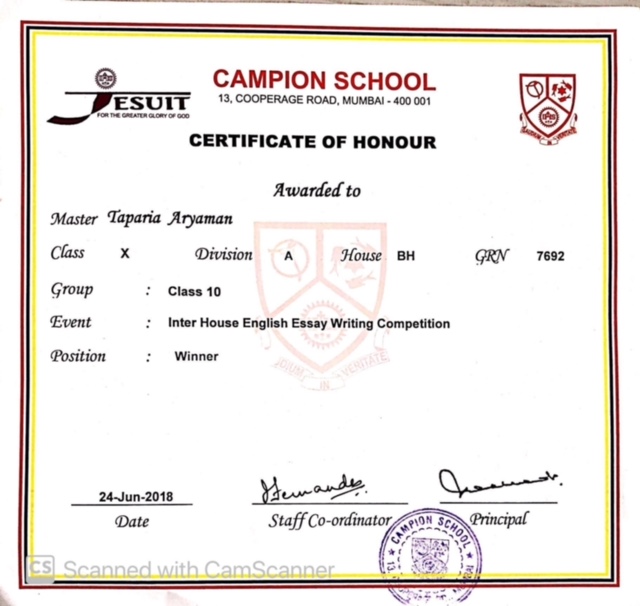 JESUIT
FOR THE GREATER GLORY OF GOD
CAMPION SCHOOL
13, COOPERAGE ROAD, MUMBAI - 400 001
CERTIFICATE OF HONOUR
Awarded to
Master Taparia Aryaman
Class X Division A House BH GRN 7692
Group : Class 10
Event : Inter House English Essay Writing Competition
Position : Winner
IN VERITATE
24-Jun-2018
Date Staff Co-ordinator Principal
CAMPION SCHOOL
CS Scanned with CamScanner